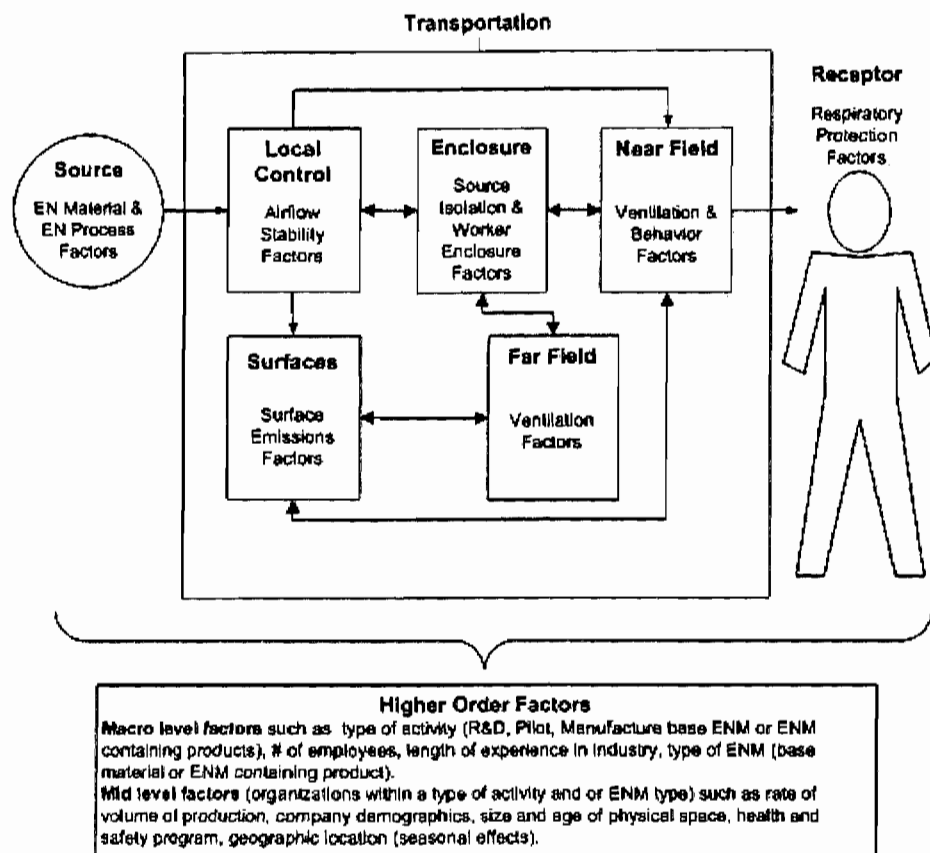 Transportation
Receptor
Respiratory
Protection
Factors
Source
EN Material &
EN Process
Factors
Local
Control
Airflow
Stability
Factors
Enclosure
Source
Isolation &
Worker
Enclosure
Factors
Near Field
Ventilation &
Behavior
Factors
Surfaces
Surface
Emissions
Factors
Far Field
Ventilation
Factors
Higher Order Factors
Macro level factors such as type of activity (R&D, Pilot, Manufacture base ENM or ENM
containing products), # of employees, length of experience in industry, type of ENM (base
material or ENM containing product).
Mid level factors (organizations within a type of activity and or ENM type) such as rate of
volume of production, company demographics, size and age of physical space, health and
safety program, geographic location (seasonal effects).